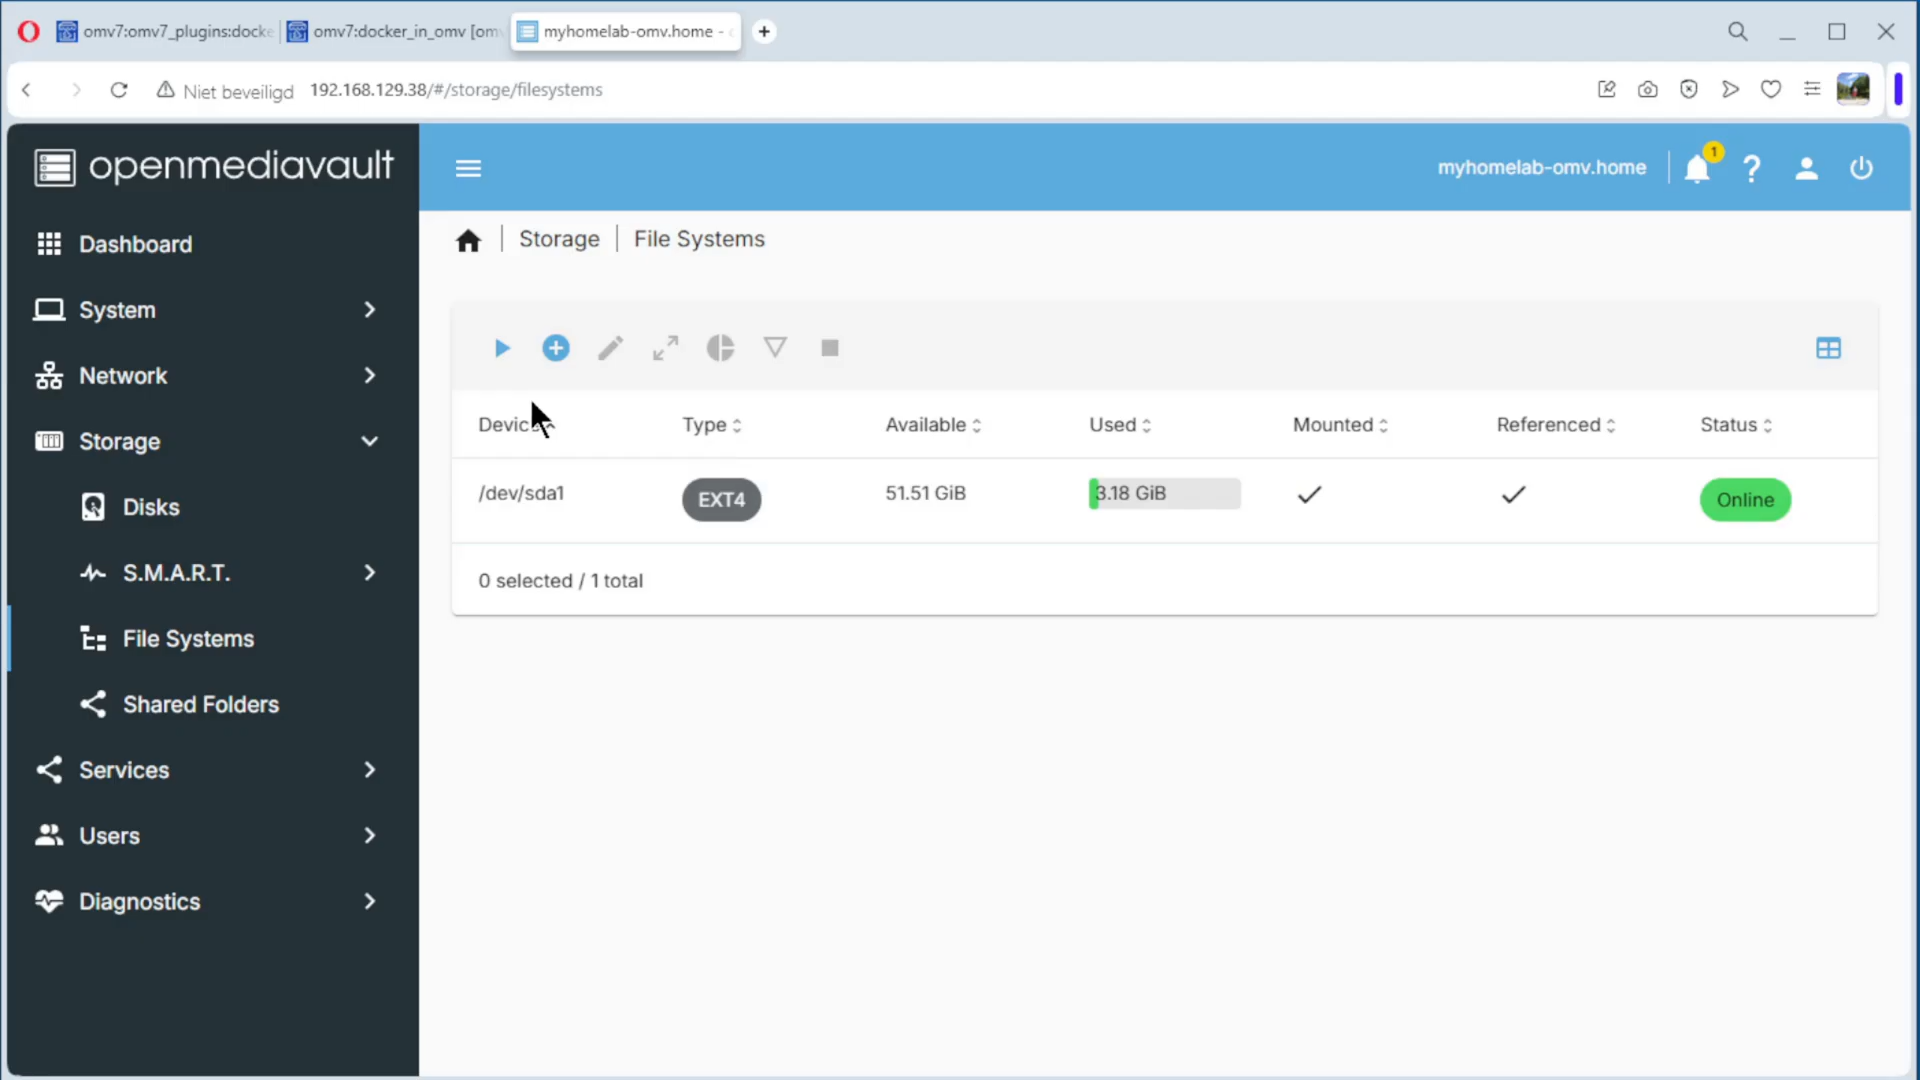 omv7:omv7_plugins:docke
omv7:docker_in_omv [om
myhomelab-omv.home -
Niet beveiligd
192.168.129.38/#/storage/filesystems
openmediavault
myhomelab-omv.home
1
?
Storage | File Systems
Dashboard
System
Network
Storage
Disks
S.M.A.R.T.
File Systems
Shared Folders
Services
Users
Diagnostics
Devic
Type
Available
Used
Mounted
Referenced
Status
/dev/sda1
EXT4
51.51 GiB
3.18 GiB
Online
0 selected / 1 total